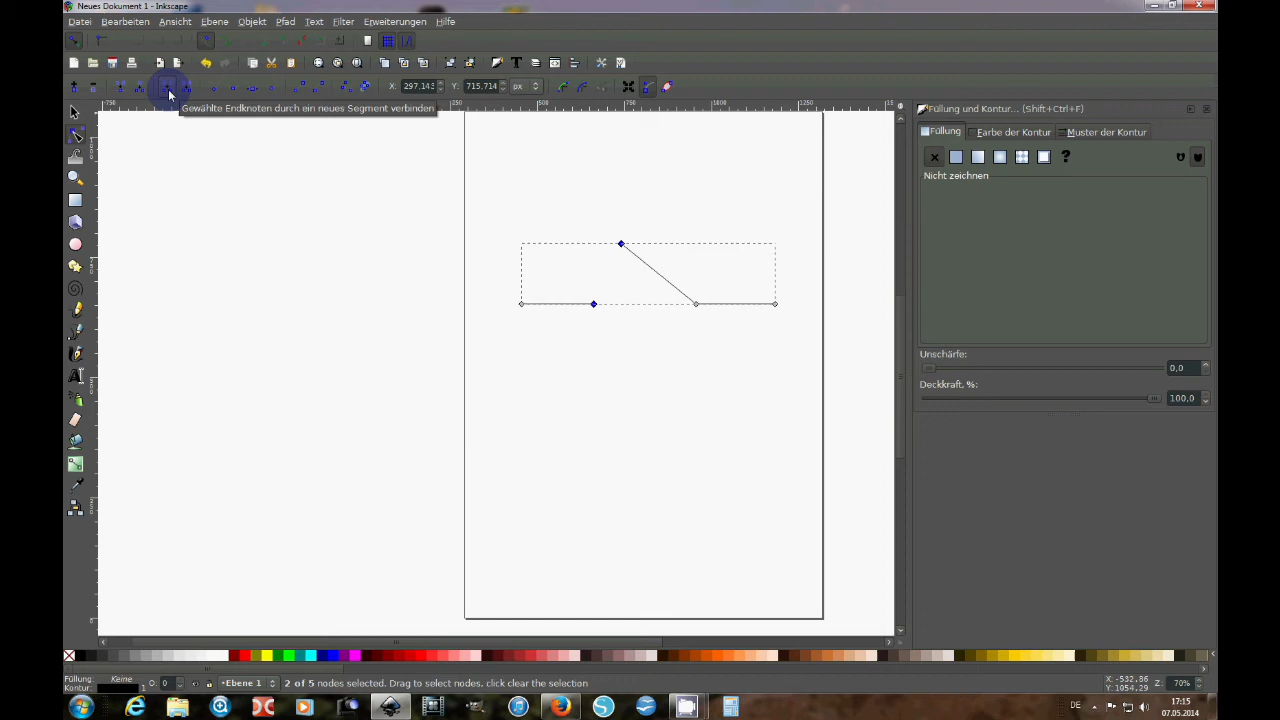 Neues Dokument 1 - Inkscape
Datei Bearbeiten Ansicht Ebene Objekt Pfad Text Filter Erweiterungen Hilfe
X: 297,143 Y: 715,714 px
Gewählte Endknoten durch ein neues Segment verbinden
Füllung und Kontur... (Shift+Ctrl+F)
Füllung Farbe der Kontur Muster der Kontur
?
Nicht zeichnen
Unschärfe:
0,0
Deckkraft. %:
100,0
Füllung: Keine
Kontur: 1
O: 0
•Ebene 1
2 of 5 nodes selected. Drag to select nodes, click clear the selection
X: -532,86
Y: 1054,29
Z: 70%
DE
17:15
07.05.2014